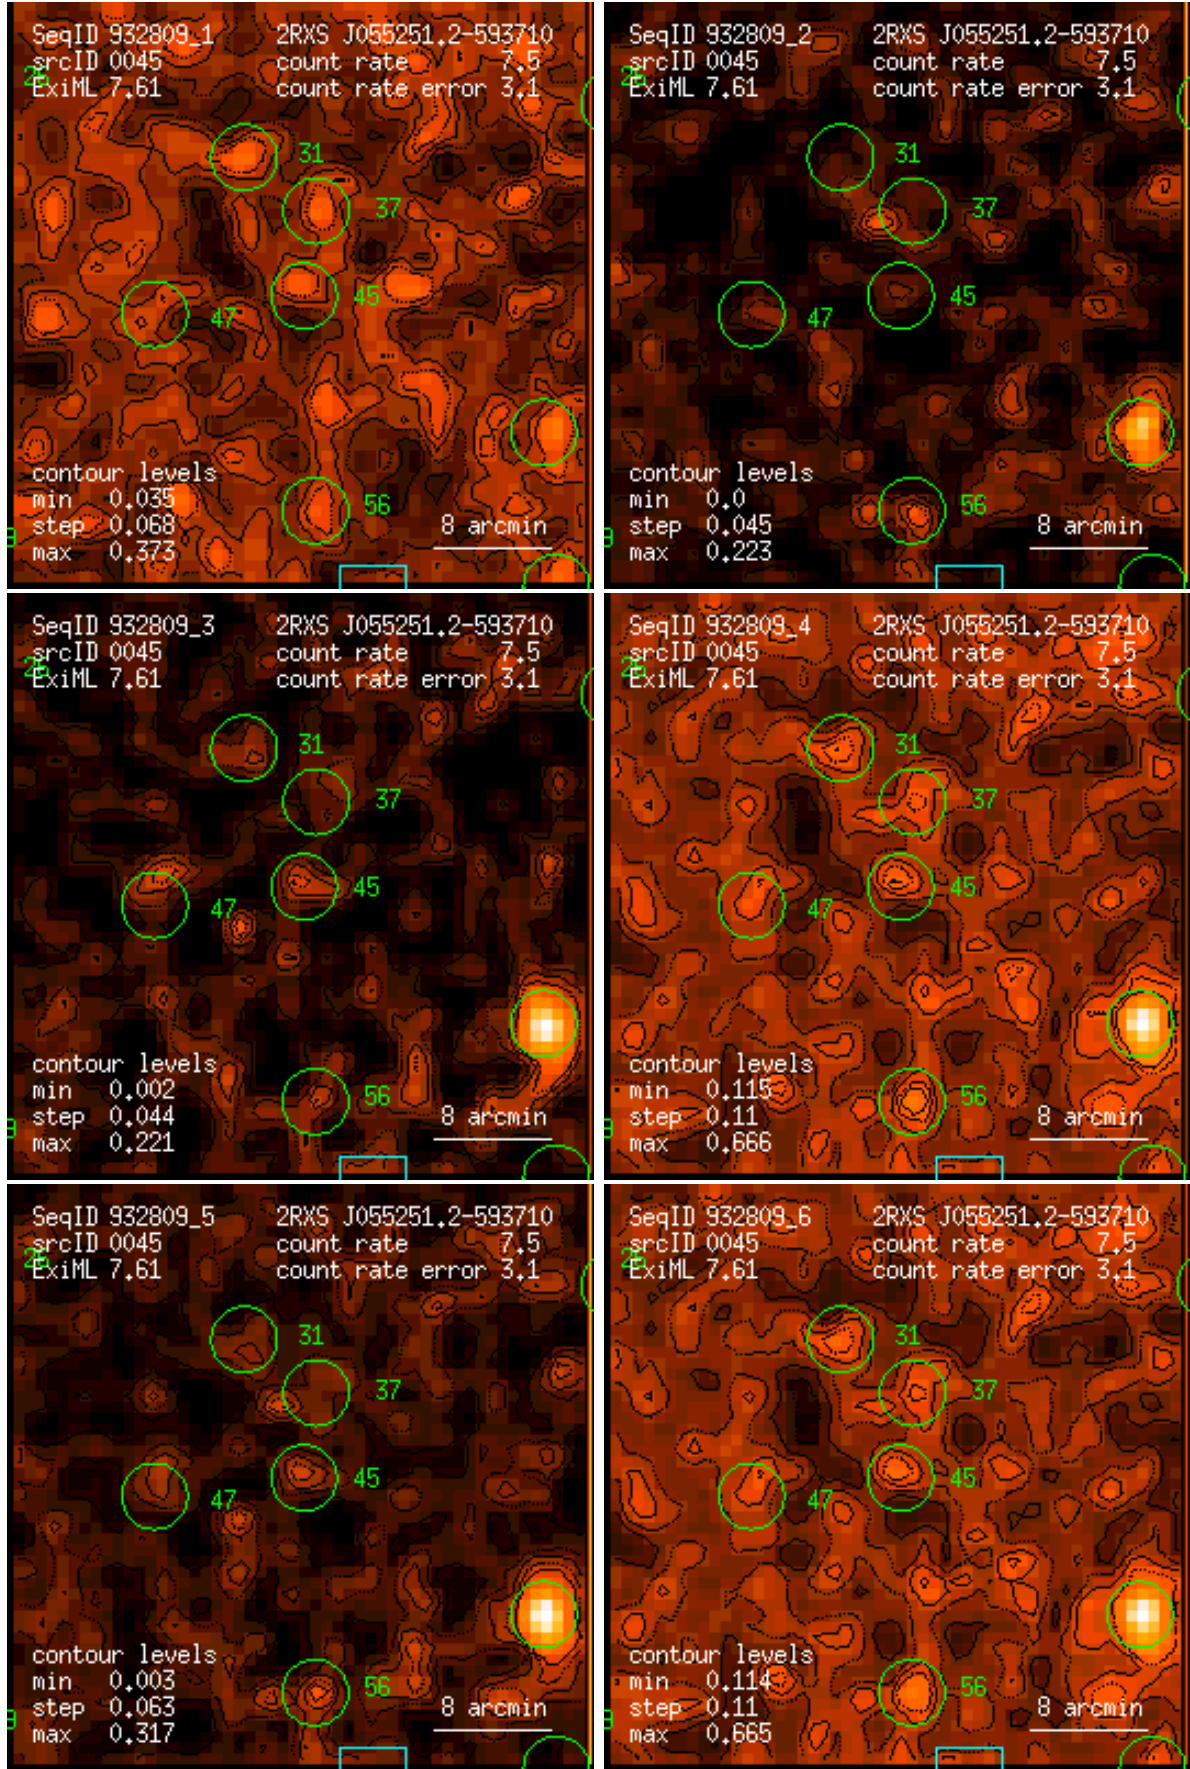 SeqID 932809_1 2RXS J055251.2-593710
srcID 0045 count rate 7.5
ExiML 7.61 count rate error 3.1
26
31
37
45
47
contour levels
min 0.035
56
step 0.068 8 arcmin
max 0.373
SeqID 932809_2 2RXS J055251.2-593710
srcID 0045 count rate 7.5
ExiML 7.61 count rate error 3.1
26
31
37
45
47
contour levels
min 0.0
56
step 0.045 8 arcmin
max 0.223
SeqID 932809_3 2RXS J055251.2-593710
srcID 0045 count rate 7.5
ExiML 7.61 count rate error 3.1
26
31
37
45
47
contour levels
min 0.002
56
step 0.044 8 arcmin
max 0.221
SeqID 932809_4 2RXS J055251.2-593710
srcID 0045 count rate 7.5
ExiML 7.61 count rate error 3.1
26
31
37
45
47
contour levels
min 0.115
56
step 0.11 8 arcmin
max 0.666
SeqID 932809_5 2RXS J055251.2-593710
srcID 0045 count rate 7.5
ExiML 7.61 count rate error 3.1
26
31
37
45
47
contour levels
min 0.003
56
step 0.063 8 arcmin
max 0.317
SeqID 932809_6 2RXS J055251.2-593710
srcID 0045 count rate 7.5
ExiML 7.61 count rate error 3.1
26
31
37
45
47
contour levels
min 0.114
56
step 0.11 8 arcmin
max 0.665